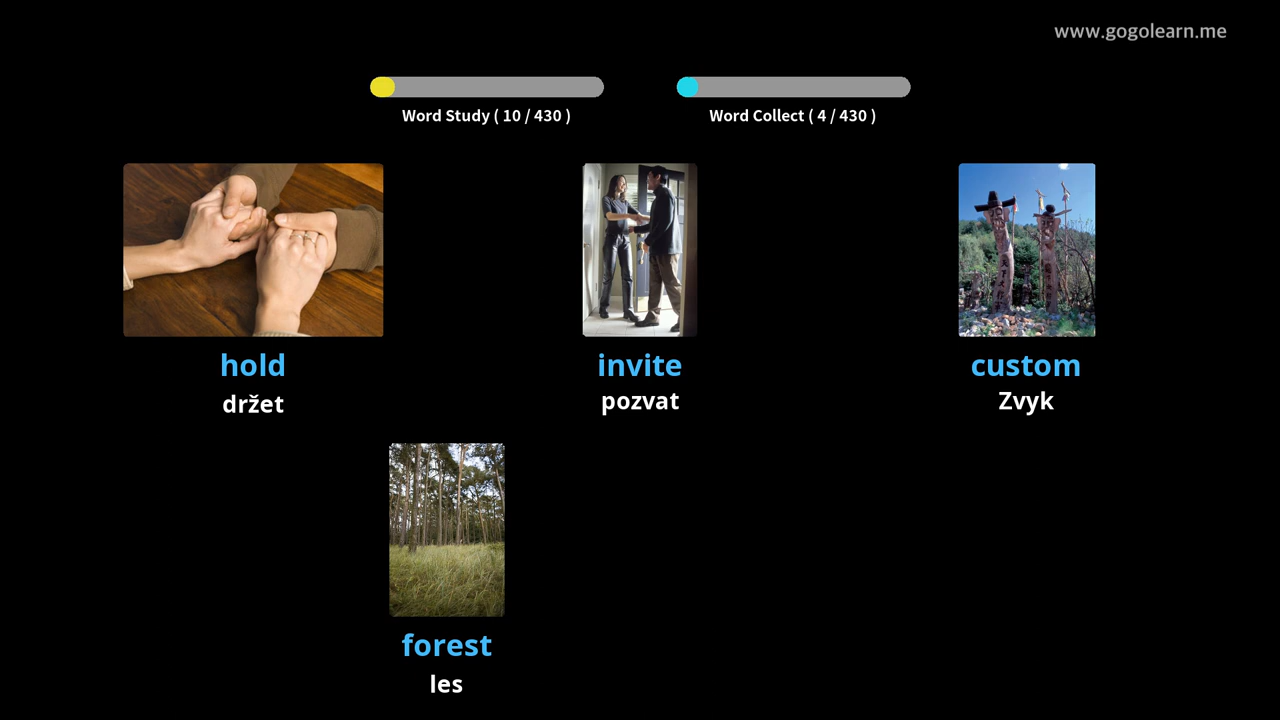 www.gogolearn.me
Word Study ( 10 / 430 )
Word Collect ( 4 / 430 )
hold
držet
invite
pozvat
custom
Zvyk
forest
les